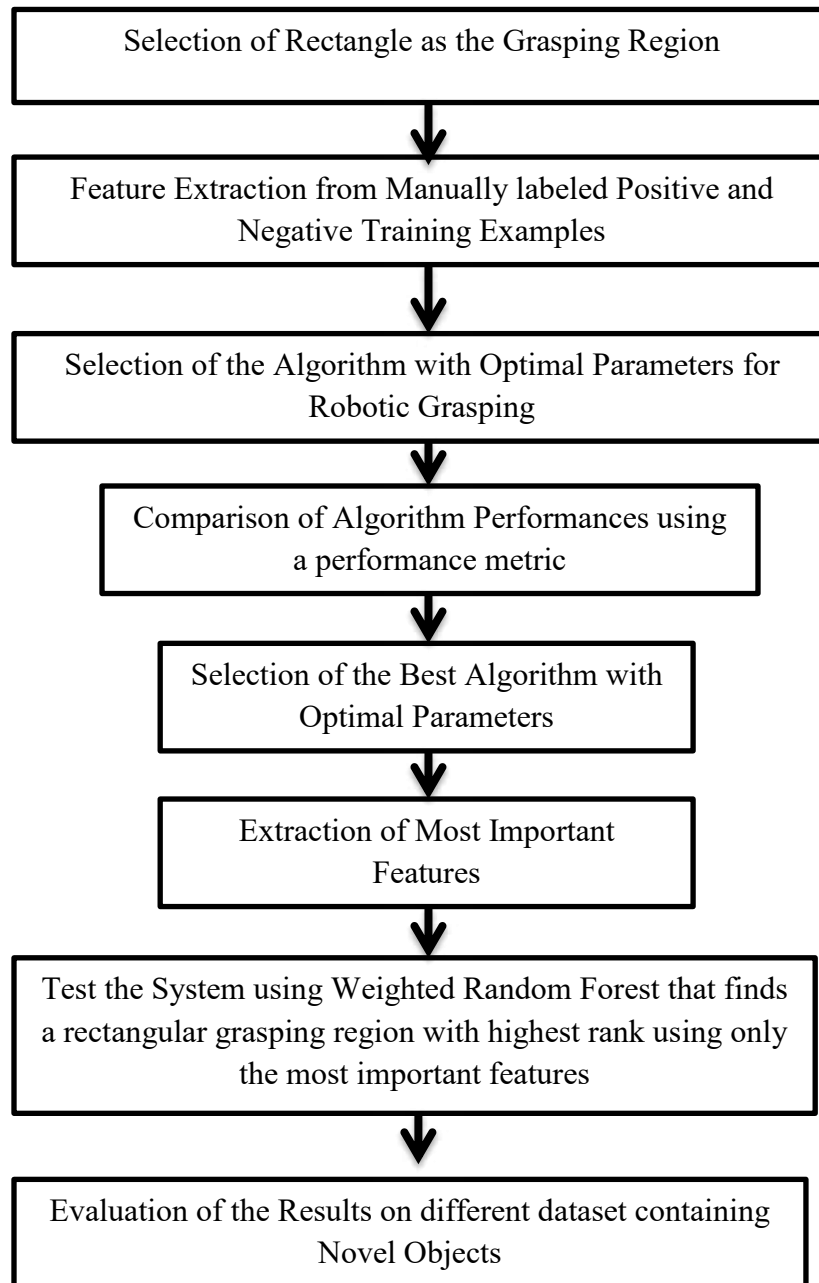 Selection of Rectangle as the Grasping Region
Feature Extraction from Manually labeled Positive and
Negative Training Examples
Selection of the Algorithm with Optimal Parameters for
Robotic Grasping
Comparison of Algorithm Performances using
a performance metric
Selection of the Best Algorithm with
Optimal Parameters
Extraction of Most Important
Features
Test the System using Weighted Random Forest that finds
a rectangular grasping region with highest rank using only
the most important features
Evaluation of the Results on different dataset containing
Novel Objects